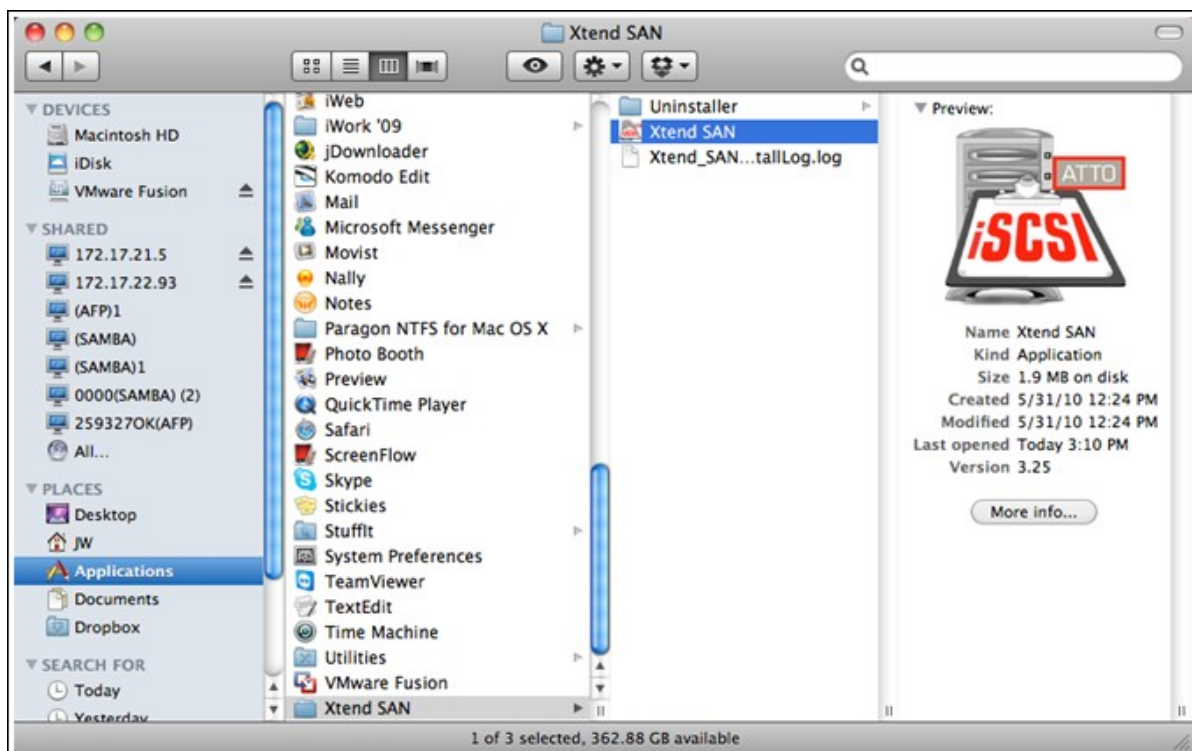 Xtend SAN
DEVICES
Macintosh HD
iDisk
VMware Fusion
SHARED
172.17.21.5
172.17.22.93
(AFP)1
(SAMBA)
(SAMBA)1
0000(SAMBA) (2)
259327OK(AFP)
All...
PLACES
Desktop
JW
Applications
Documents
Dropbox
SEARCH FOR
Today
Yesterday
iWeb
iWork '09
jDownloader
Komodo Edit
Mail
Microsoft Messenger
Movist
Nally
Notes
Paragon NTFS for Mac OS X
Photo Booth
Preview
QuickTime Player
Safari
ScreenFlow
Skype
Stickies
StuffIt
System Preferences
TeamViewer
TextEdit
Time Machine
Utilities
VMware Fusion
Xtend SAN
Uninstaller
Xtend SAN
Xtend_SAN...tallLog.log
Preview:
ATTO
iSCSI
Name Xtend SAN
Kind Application
Size 1.9 MB on disk
Created 5/31/10 12:24 PM
Modified 5/31/10 12:24 PM
Last opened Today 3:10 PM
Version 3.25
More info...
1 of 3 selected, 362.88 GB available